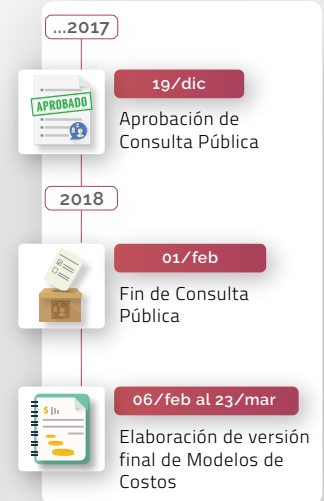 ...2017
19/dic
APROBADO
Aprobación de
Consulta Pública
2018
01/feb
Fin de Consulta
Pública
06/feb al 23/mar
$
Elaboración de versión
final de Modelos de
Costos